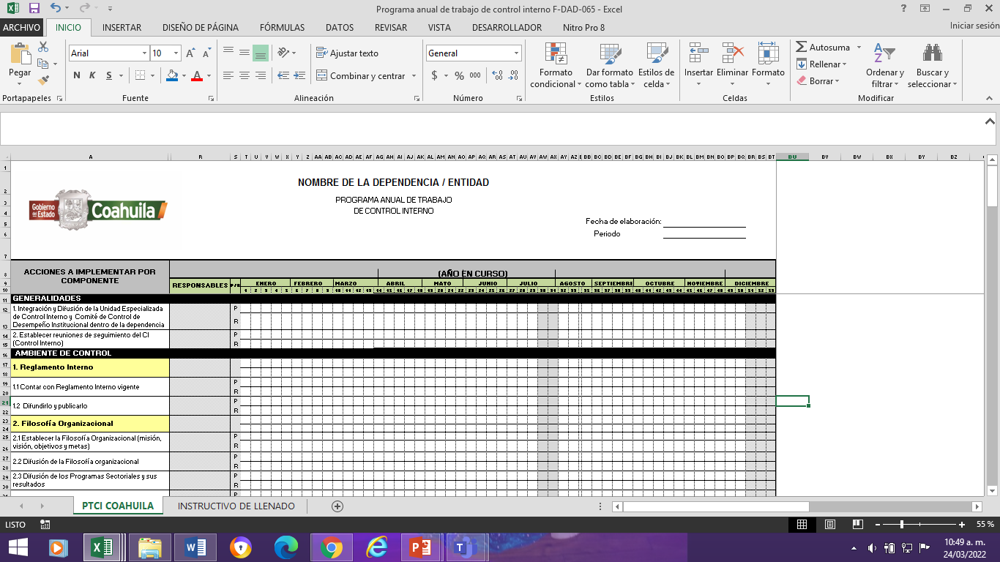 Programa anual de trabajo de control interno F-DAD-065 - Excel
ARCHIVO INICIO INSERTAR DISEÑO DE PÁGINA FÓRMULAS DATOS REVISAR VISTA DESARROLLADOR Nitro Pro 8 Iniciar sesión
Pegar
Portapapeles
Arial 10
N K S
Fuente
Ajustar texto
Combinar y centrar
Alineación
General
$ % 000
Número
Formato condicional
Dar formato como tabla
Estilos de celda
Estilos
Insertar Eliminar Formato
Celdas
Autosuma
Rellenar
Borrar
Ordenar y filtrar
Buscar y seleccionar
Modificar
A R S T U V W X Y Z AA AB AC AD AE AF AG AH AI AJ AK AL AM AN AO AP AQ AR AS AT AU AV AW AX AY AZ BB BC BD BE BF BG BH BI BJ BK BL BM BN BO BP BQ BR BS BT BU BV BW BX BY BZ
NOMBRE DE LA DEPENDENCIA / ENTIDAD
Gobierno del Estado Coahuila
PROGRAMA ANUAL DE TRABAJO
DE CONTROL INTERNO
Fecha de elaboración:
Periodo
ACCIONES A IMPLEMENTAR POR
COMPONENTE
(AÑO EN CURSO)
RESPONSABLES P/R ENERO FEBRERO MARZO ABRIL MAYO JUNIO JULIO AGOSTO SEPTIEMBRE OCTUBRE NOVIEMBRE DICIEMBRE
GENERALIDADES
1. Integración y Difusión de la Unidad Especializada
de Control Interno y Comité de Control de
Desempeño Institucional dentro de la dependencia
P
R
2. Establecer reuniones de seguimiento del CI
(Control Interno)
P
R
AMBIENTE DE CONTROL
1. Reglamento Interno
1.1 Contar con Reglamento Interno vigente
P
R
1.2 Difundirlo y publicarlo
P
R
2. Filosofía Organizacional
2.1 Establecer la Filosofía Organizacional (misión,
visión, objetivos y metas)
P
R
2.2 Difusión de la Filosofía organizacional
P
R
2.3 Difusión de los Programas Sectoriales y sus
resultados
P
R
P
PTCI COAHUILA INSTRUCTIVO DE LLENADO
LISTO
55 %
10:49 a. m.
24/03/2022